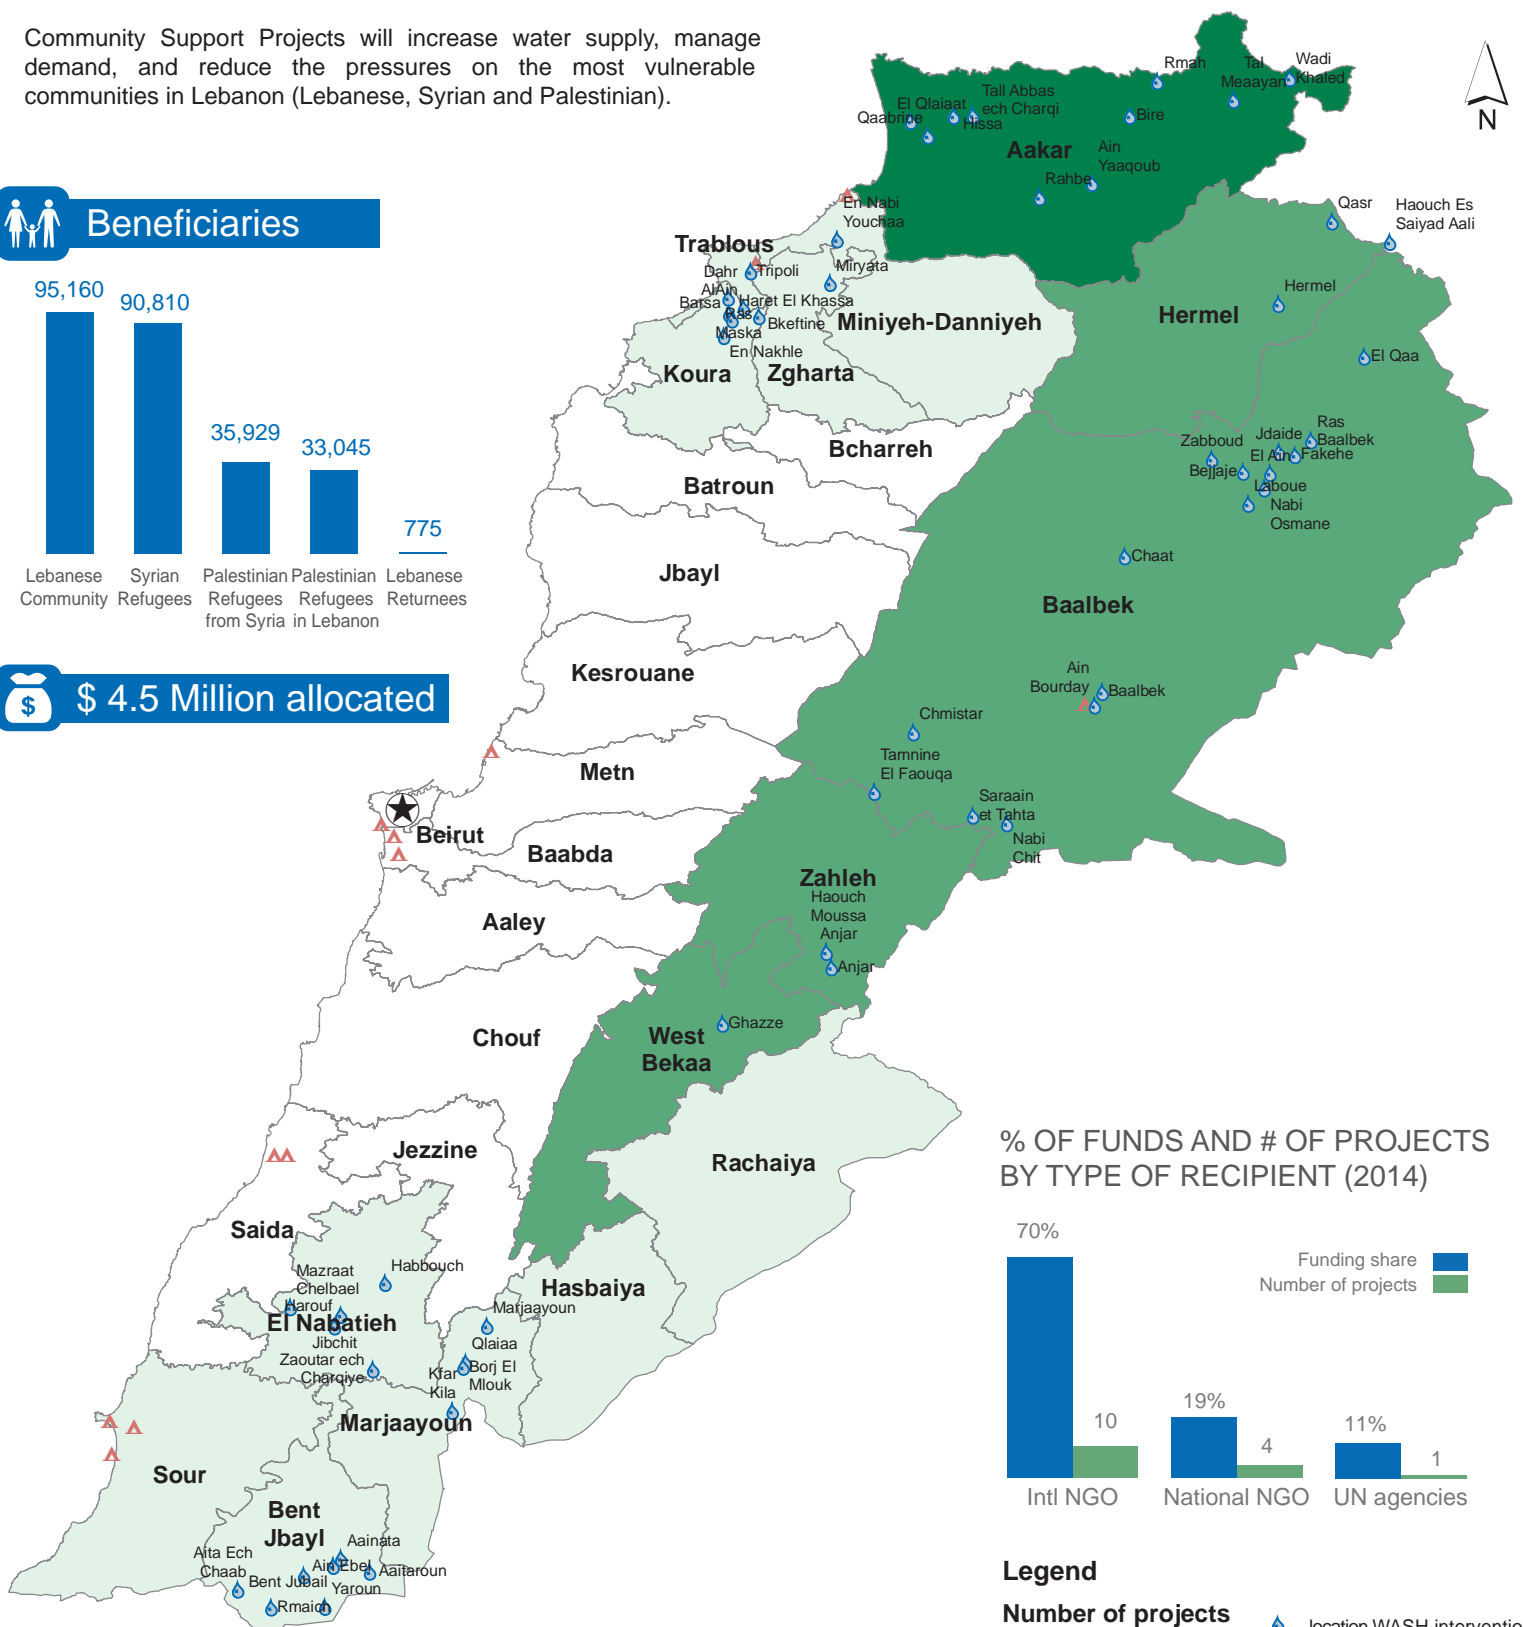 Community Support Projects will increase water supply, manage
demand, and reduce the pressures on the most vulnerable
communities in Lebanon (Lebanese, Syrian and Palestinian).
Beneficiaries
95,160
90,810
35,929
33,045
775
Lebanese
Community
Syrian
Refugees
Palestinian
Refugees
from Syria
Palestinian
Refugees
in Lebanon
Lebanese
Returnees
$
$ 4.5 Million allocated
N
Rmah
Tal
Meaayan
Wadi
Khaled
Tall Abbas
ech Charqi
El Qlaiaat
Hissa
Qaabrine
Bire
Aakar
Ain
Yaaqoub
Rahbe
En Nabi
Youchaa
Qasr
Haouch Es
Saiyad Aali
Trablous
Dahr
AlAin
Tripoli
Miryata
Barsa
Haret El Khassa
Ras
Maska
Bkeftine
En Nakhle
Miniyeh-Danniyeh
Hermel
Hermel
El Qaa
Koura
Zgharta
Bcharreh
Zabboud
Jdaide
Ras
Baalbek
Bejjaje
El Ain
Fakehe
Laboue
Nabi
Osmane
Batroun
Chaat
Jbayl
Baalbek
Kesrouane
Ain
Bourday
Baalbek
Chmistar
Metn
Tamnine
El Faouqa
Saraain
et Tahta
Nabi
Chit
Beirut
Baabda
Zahleh
Haouch
Moussa
Anjar
Anjar
Aaley
Chouf
West
Bekaa
Ghazze
Jezzine
Rachaiya
Saida
Habbouch
Mazraat
Chelbael
Harouf
El Nabatieh
Jibchit
Zaoutar ech
Charqiye
Hasbaiya
Marjaayoun
Qlaiaa
Kfar
Kila
Borj El
Mlouk
Marjaayoun
Sour
Bent
Jbayl
Aita Ech
Chaab
Aainata
Ain Ebel
Aaitaroun
Bent Jubail
Yaroun
Rmaich
% OF FUNDS AND # OF PROJECTS
BY TYPE OF RECIPIENT (2014)
70%
Funding share
Number of projects
10
19%
4
11%
1
Intl NGO
National NGO
UN agencies
Legend
Number of projects
location WASH interventio